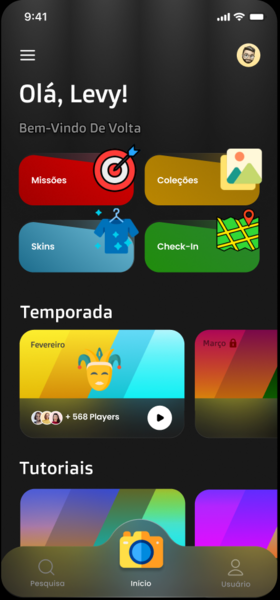 9:41
Olá, Levy!
Bem-Vindo De Volta
Missões
Coleções
Skins
Check-In
Temporada
Fevereiro
Março
+ 568 Players
Tutoriais
Pesquisa
Início
Usuário